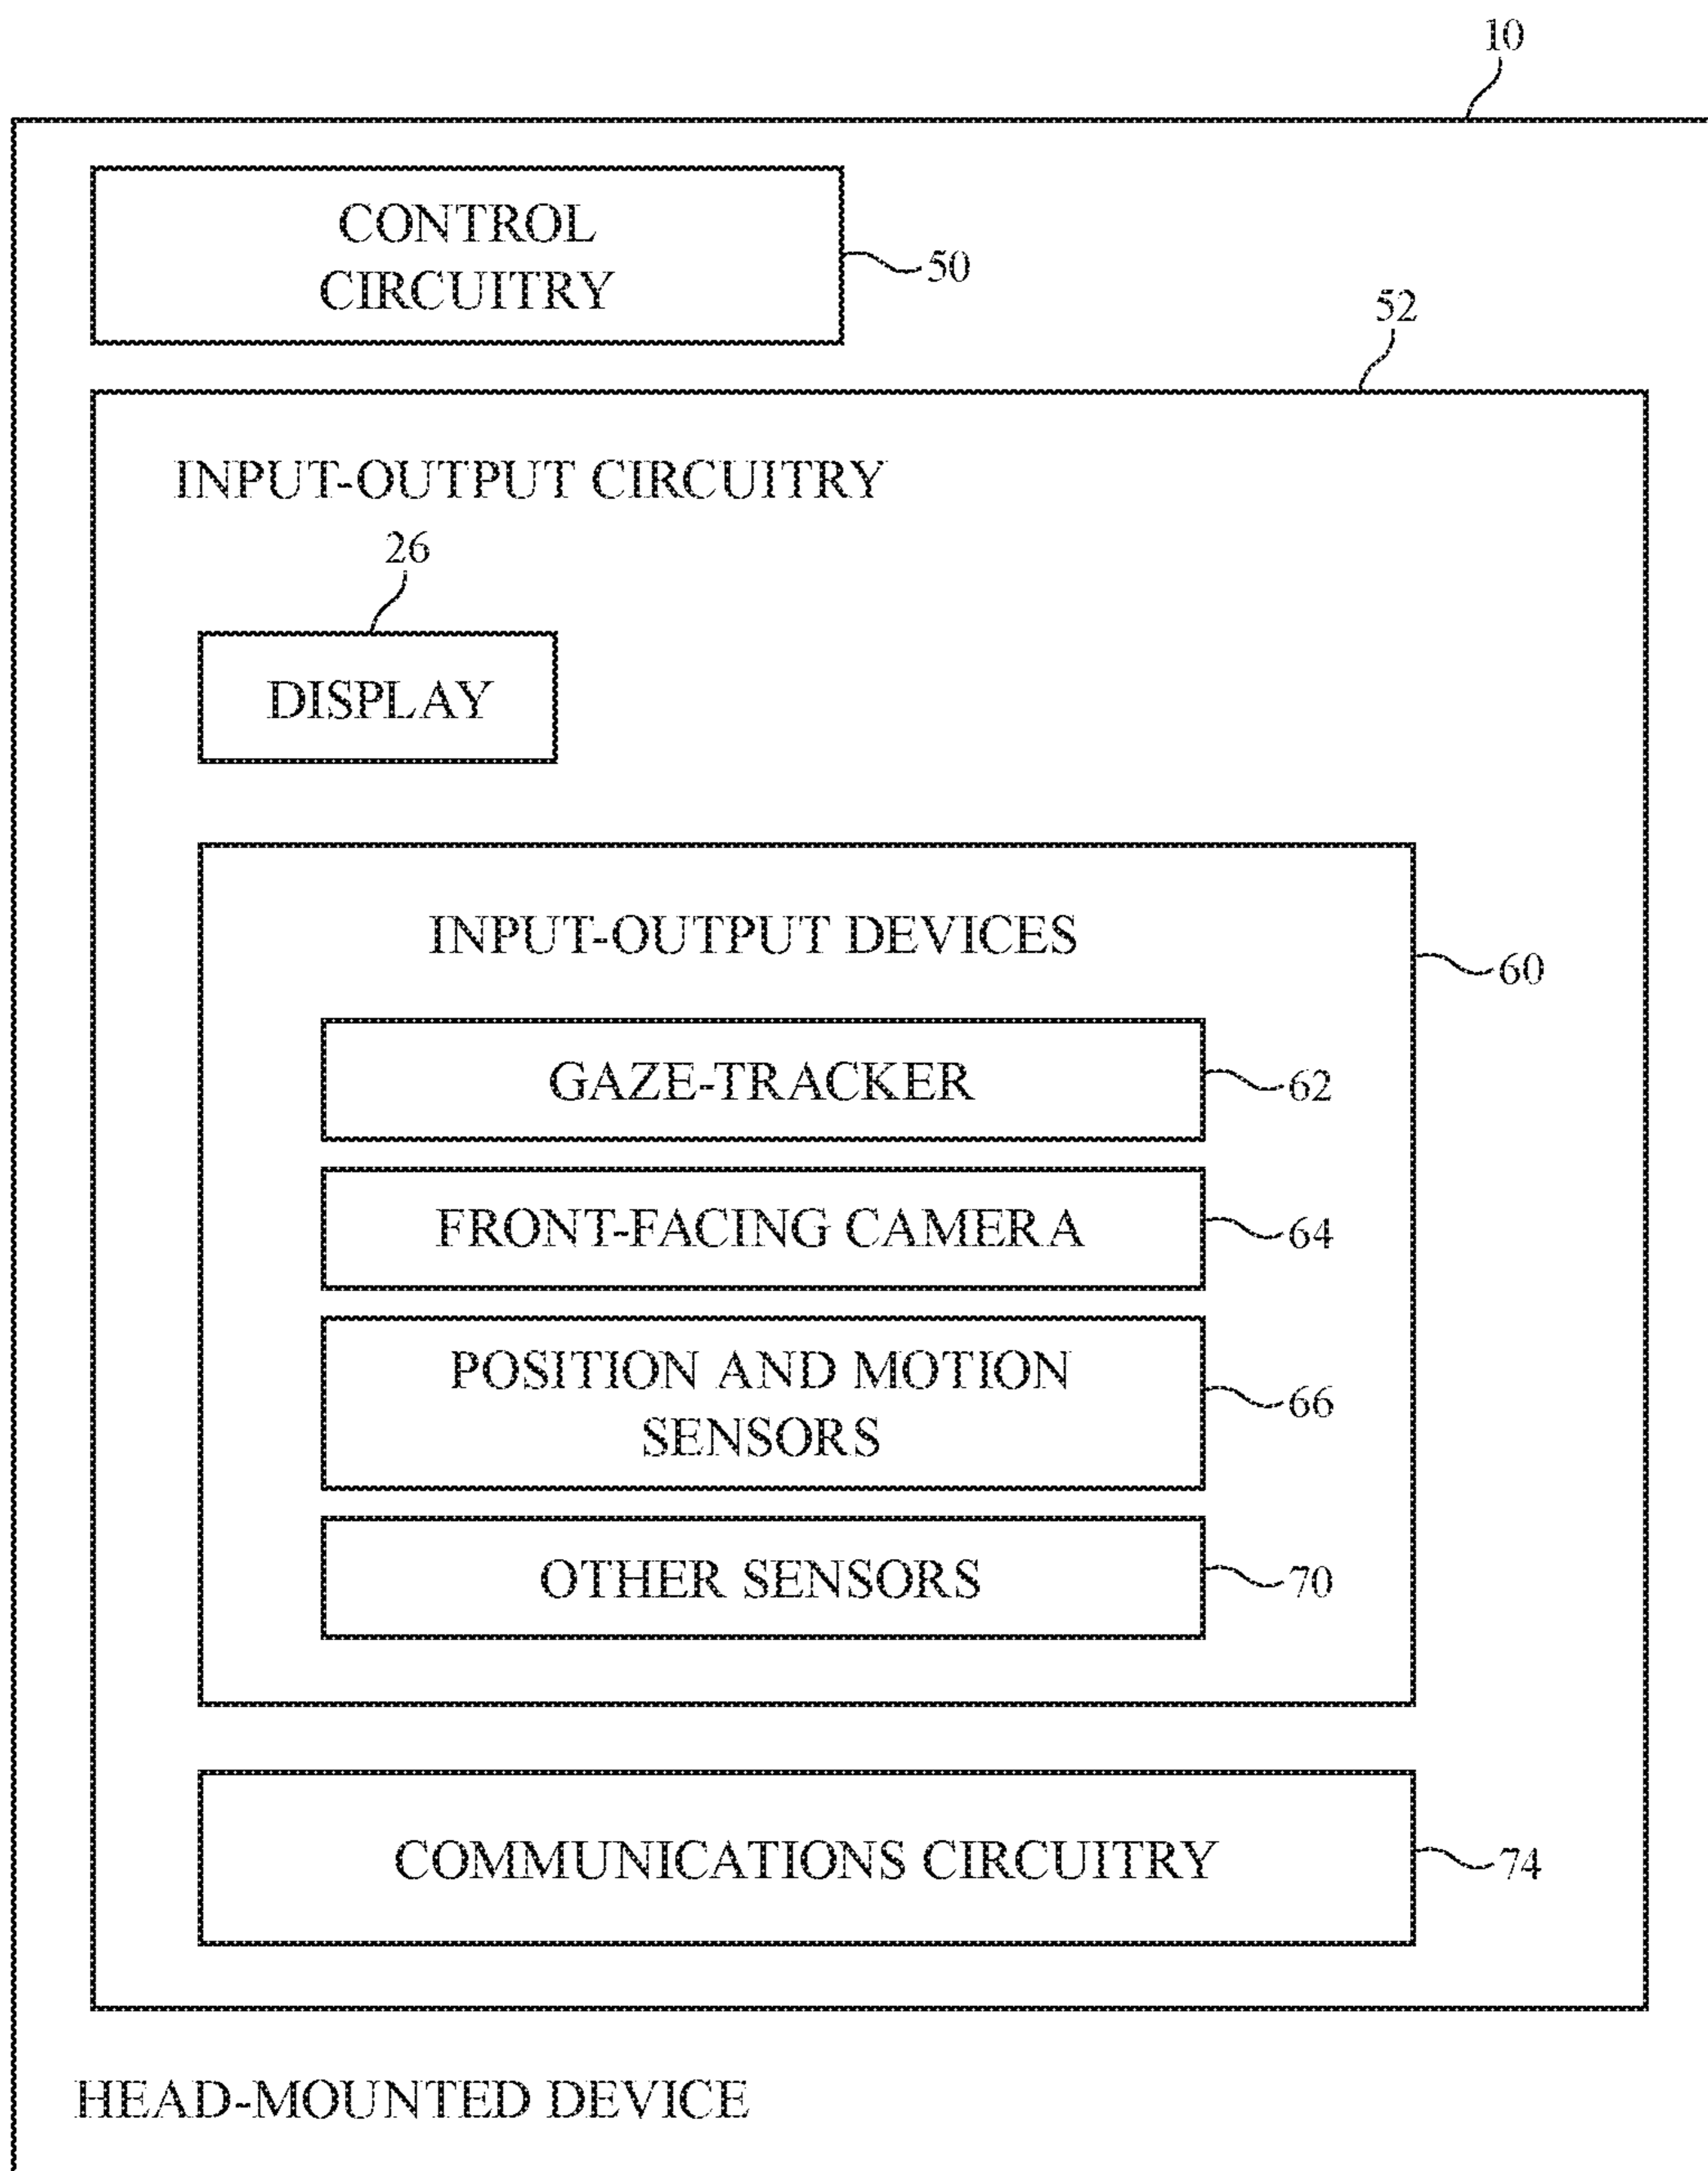 10
CONTROL
CIRCUITRY
50
52
INPUT-OUTPUT CIRCUITRY
26
DISPLAY
INPUT-OUTPUT DEVICES
60
GAZE-TRACKER
62
FRONT-FACING CAMERA
64
POSITION AND MOTION
SENSORS
66
OTHER SENSORS
70
COMMUNICATIONS CIRCUITRY
74
HEAD-MOUNTED DEVICE